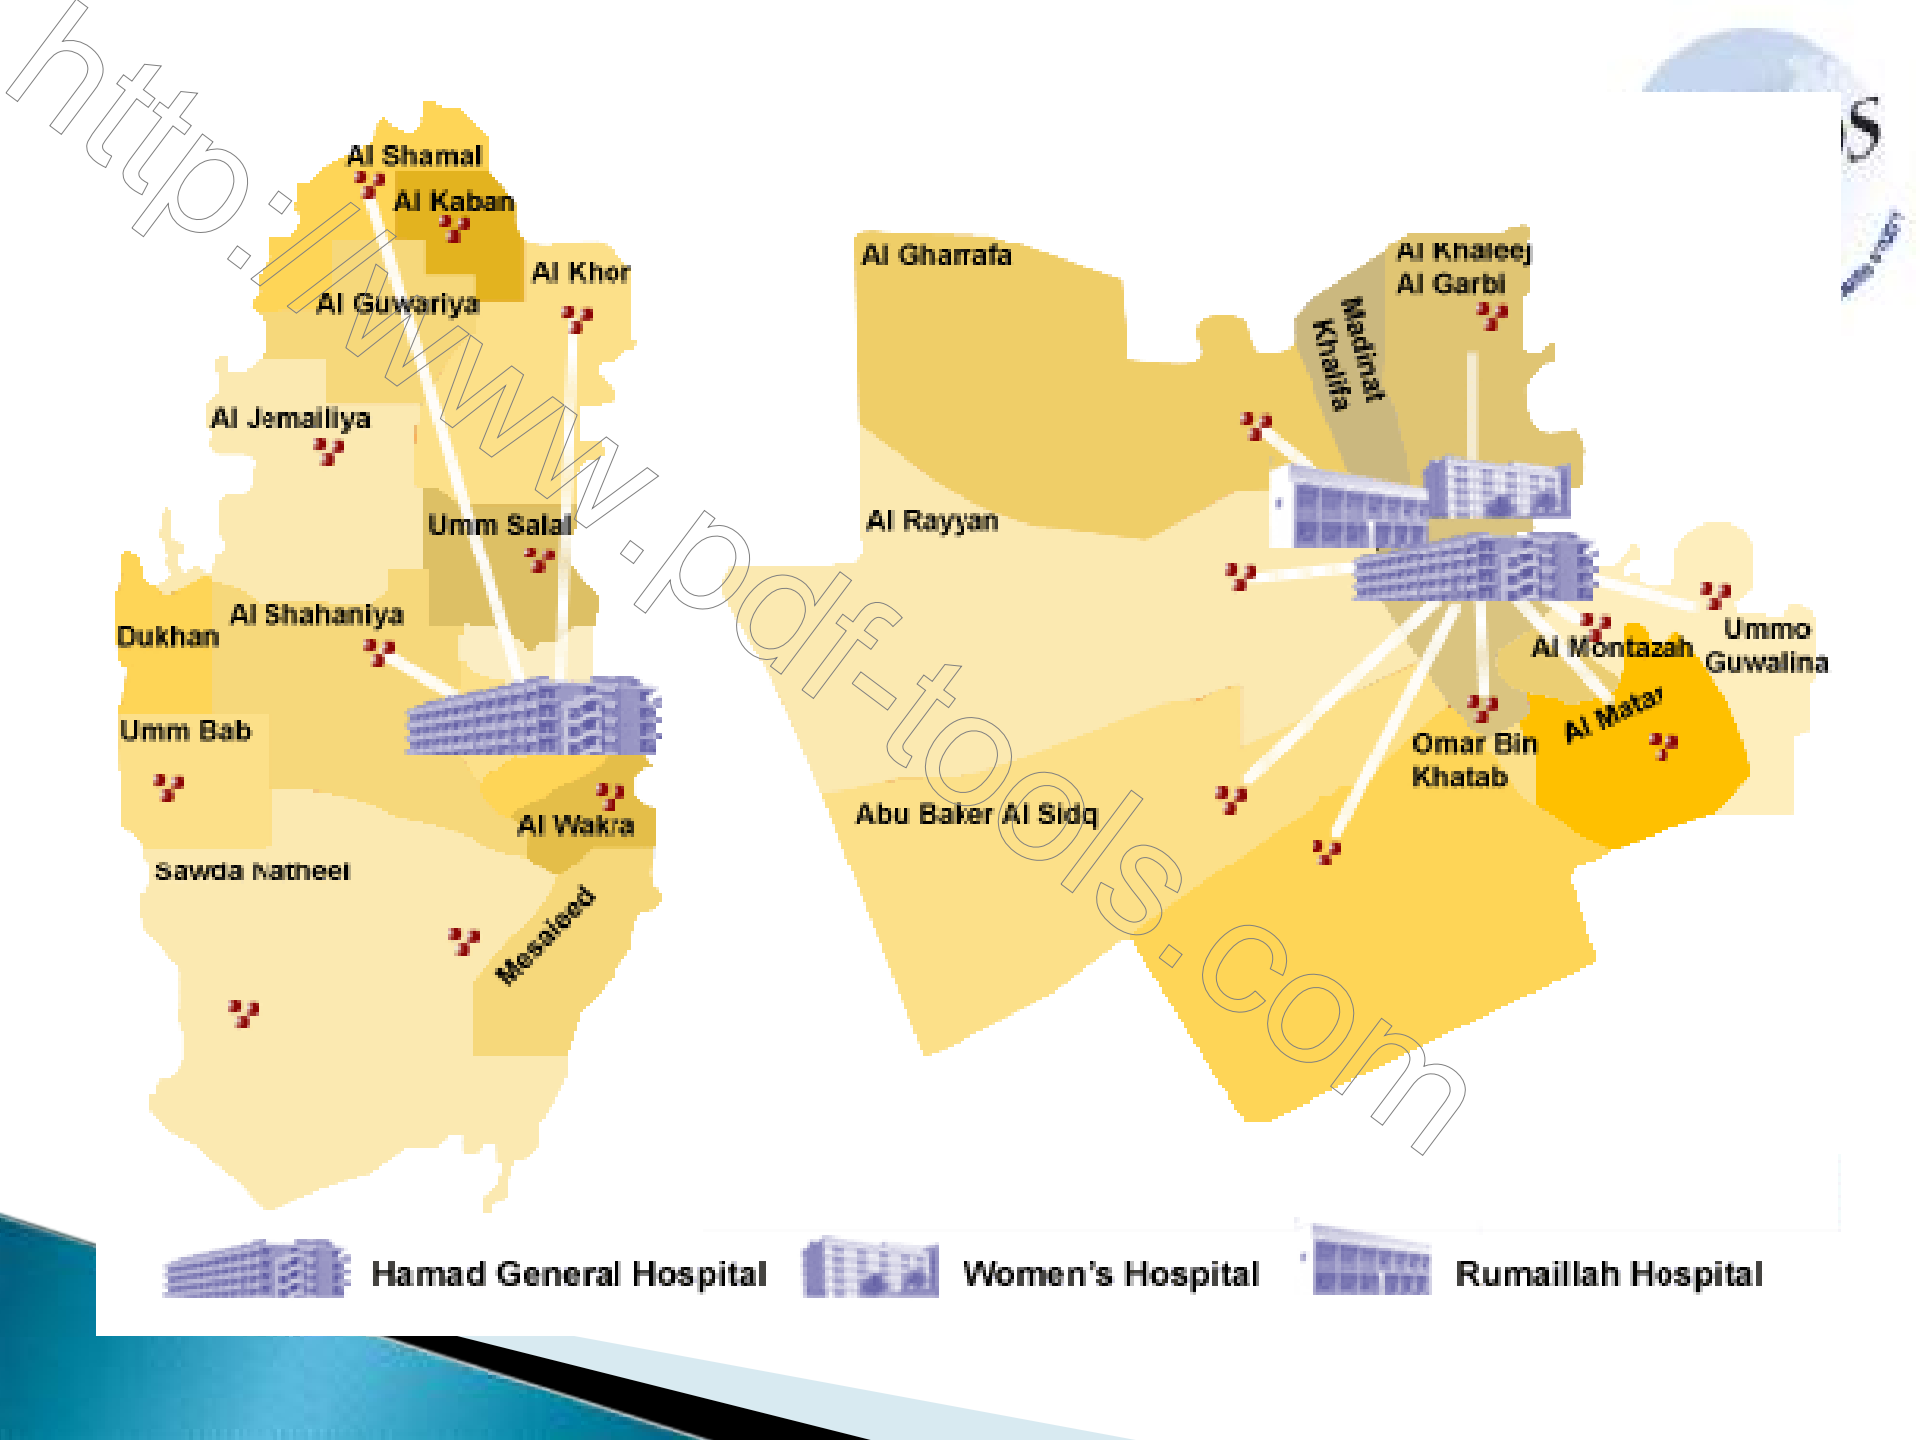 http://www.pdf-tools.com
Al Shamal
Al Kaban
Al Khor
Al Guwariya
Al Jemailiya
Umm Salal
Al Shahaniya
Dukhan
Umm Bab
Al Wakra
Sawda Natheel
Mesaieed
Al Gharrafa
Al Khaleej
Al Garbi
Madinat
Khalifa
Al Rayyan
Al Montazah
Ummo
Guwalina
Al Matar
Omar Bin
Khatab
Abu Baker Al Sidq
Hamad General Hospital
Women's Hospital
Rumaillah Hospital